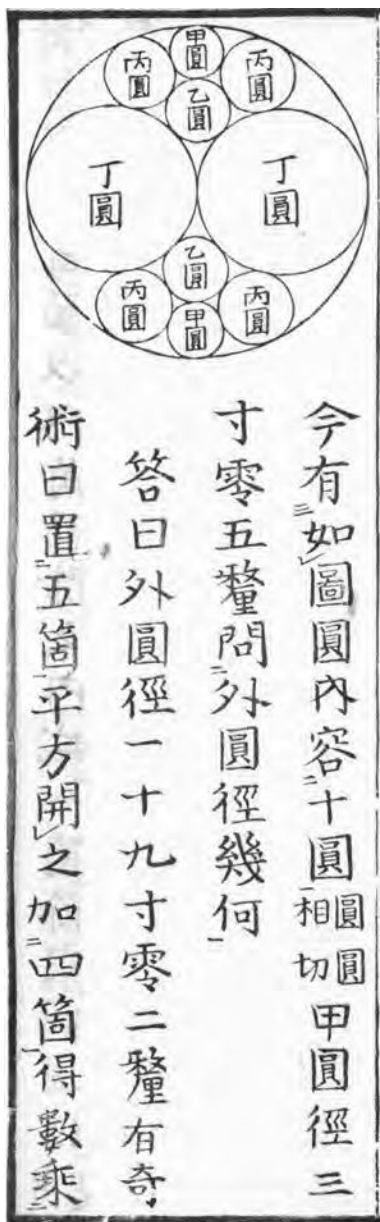 甲圓
丙圓
丙圓
乙圓
丁圓
丁圓
乙圓
丙圓
丙圓
甲圓
今有如圖圓內容十圓圓圓相切甲圓徑三
寸零五釐問外圓徑幾何
答曰外圓徑一十九寸零二釐有奇
術曰置五箇平方開之加四箇得數乘